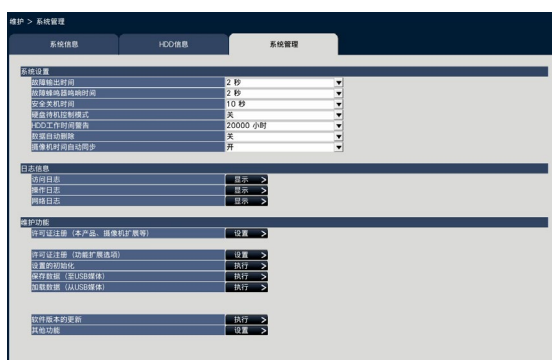 维护 > 系统管理
系统信息 HDD信息 系统管理
系统设置
故障输出时间 2 秒
故障蜂鸣器鸣响时间 2 秒
安全关机时间 10 秒
硬盘待机控制模式 关
HDD工作时间警告 20000 小时
数据自动删除 关
摄像机时间自动同步 开
日志信息
访问日志 显示 >
操作日志 显示 >
网络日志 显示 >
维护功能
许可证注册（本产品，摄像机扩展等） 设置 >
许可证注册（功能扩展选项） 设置 >
设置的初始化 执行 >
保存数据（至USB媒体） 执行 >
加载数据（从USB媒体） 执行 >
软件版本的更新 执行 >
其他功能 设置 >